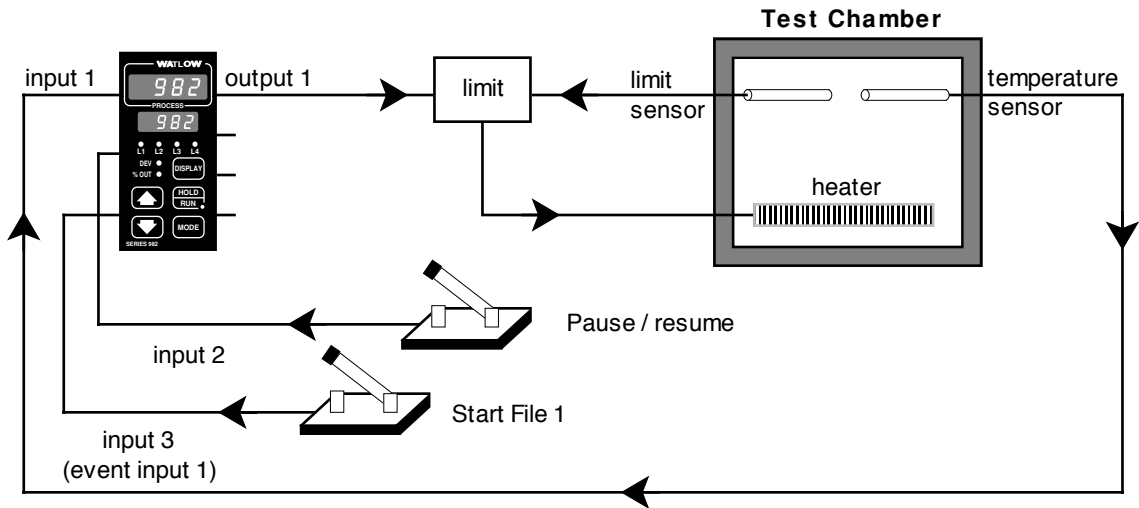 Test Chamber
input 1
WATLOW
982
PROCESS
982
L1 L2 L3 L4
DEV
% OUT
DISPLAY
HOLD
RUN
MODE
SERIES 982
output 1
limit
limit
sensor
temperature
sensor
heater
Pause / resume
input 2
Start File 1
input 3
(event input 1)